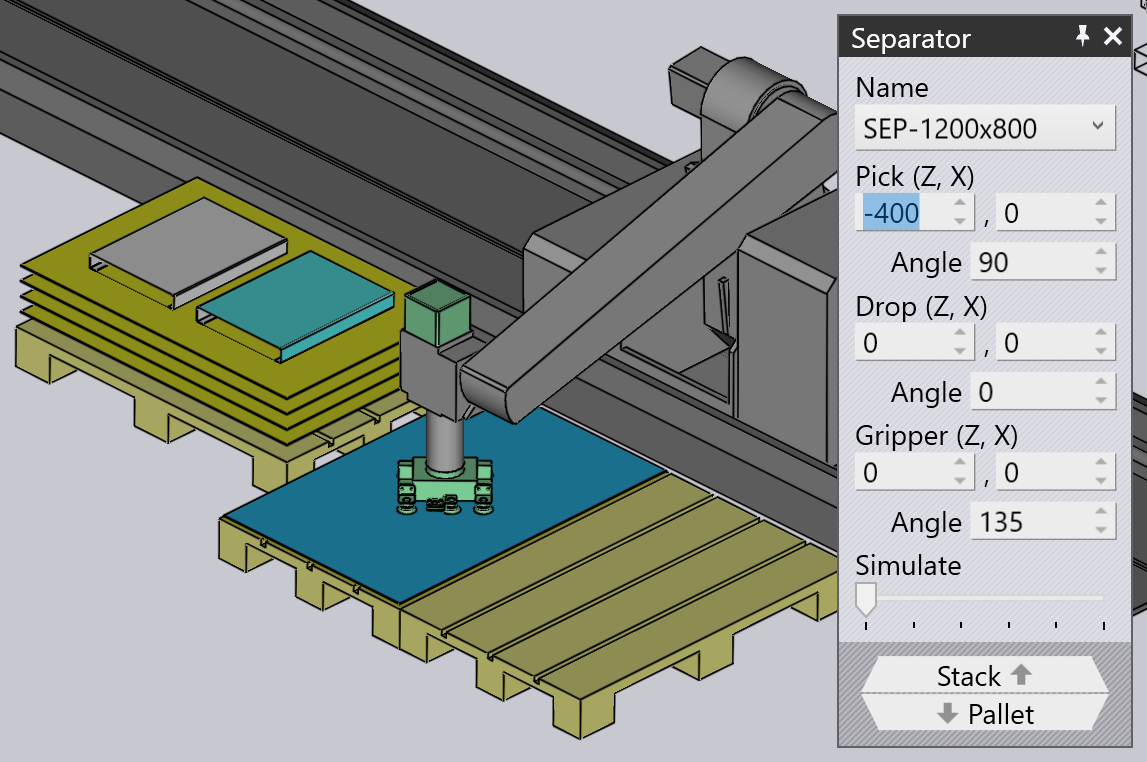 Separator
Name
SEP-1200x800
Pick (Z, X)
-400 , 0
Angle 90
Drop (Z, X)
0 , 0
Angle 0
Gripper (Z, X)
0 , 0
Angle 135
Simulate
Stack
Pallet